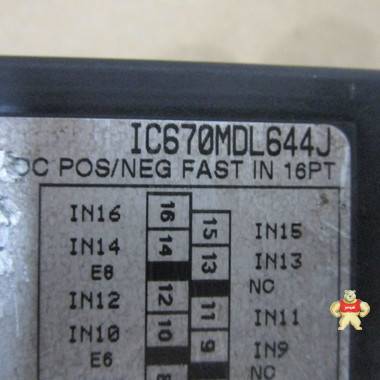 IC670MDL644J
DC POS/NEG FAST IN 16PT
IN16 16 15 IN15
IN14 14 13 IN13
E8 NC
IN12 12 11 IN11
IN10 10 9 IN9
E6 NC